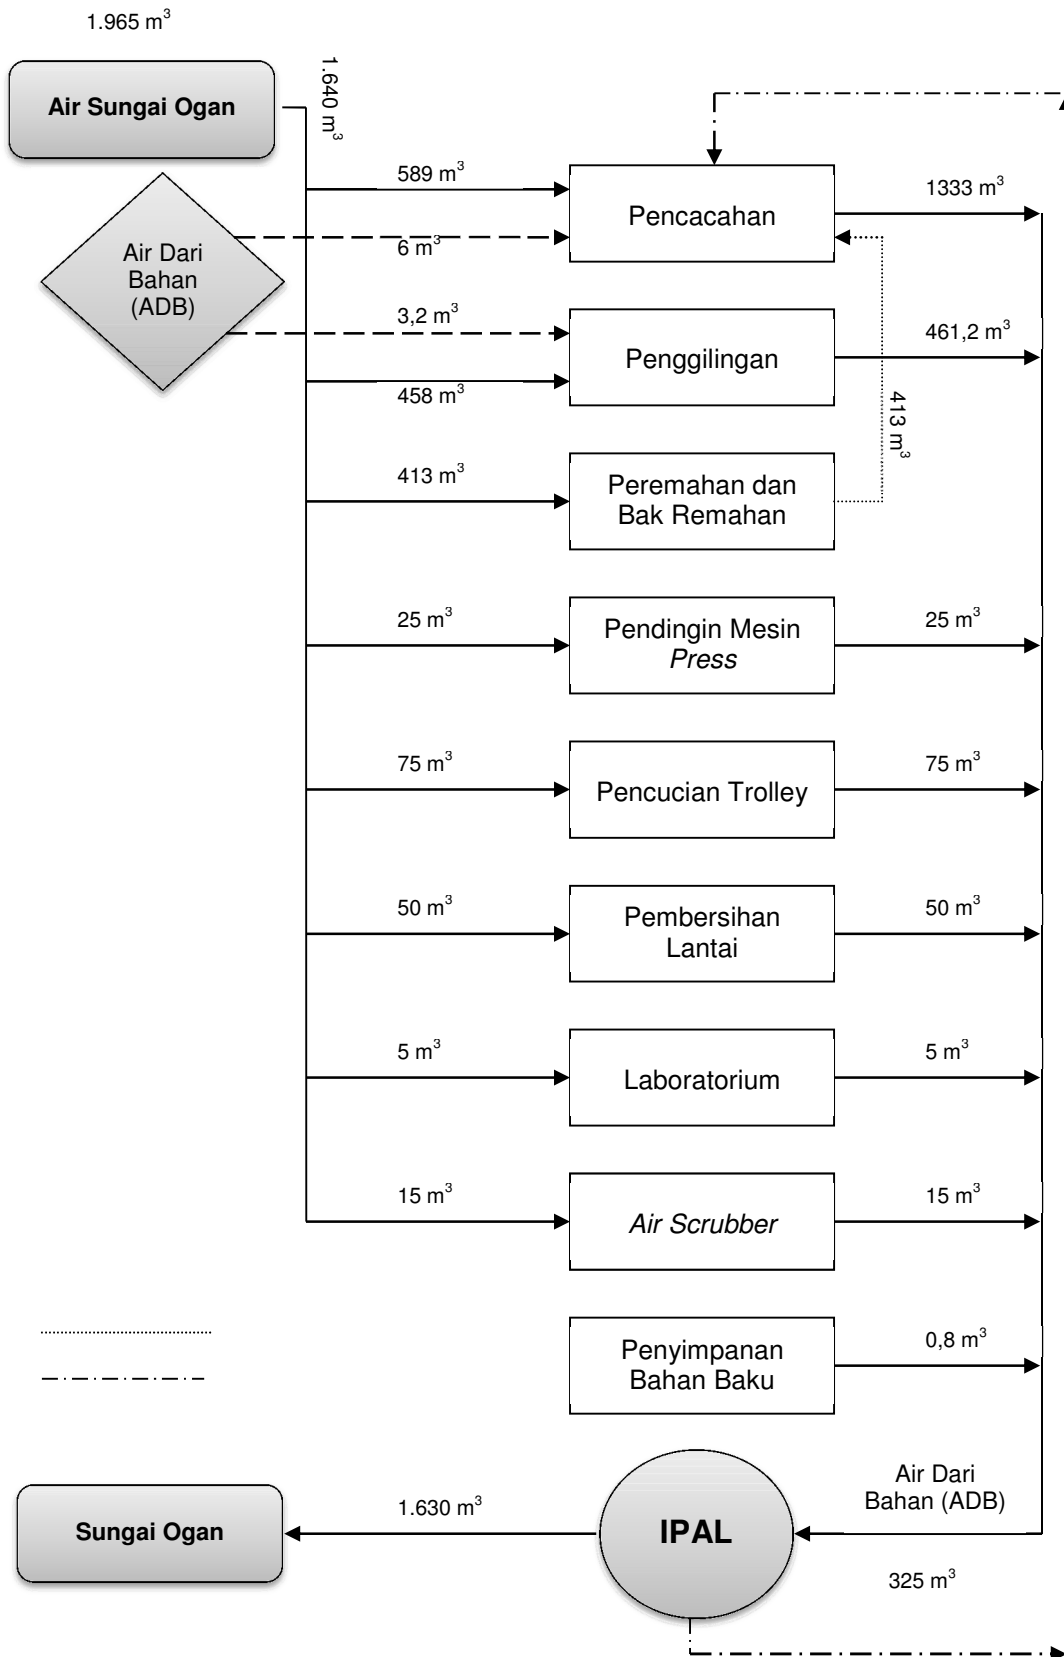 1.965 m³
Air Sungai Ogan
1.640 m³
Air Dari
Bahan
(ADB)
589 m³
6 m³
Pencacahan
1333 m³
3,2 m³
458 m³
Penggilingan
461,2 m³
413 m³
413 m³
Peremahan dan
Bak Remahan
25 m³
Pendingin Mesin
Press
25 m³
75 m³
Pencucian Trolley
75 m³
50 m³
Pembersihan
Lantai
50 m³
5 m³
Laboratorium
5 m³
15 m³
Air Scrubber
15 m³
Penyimpanan
Bahan Baku
0,8 m³
Air Dari
Bahan (ADB)
Sungai Ogan
1.630 m³
IPAL
325 m³